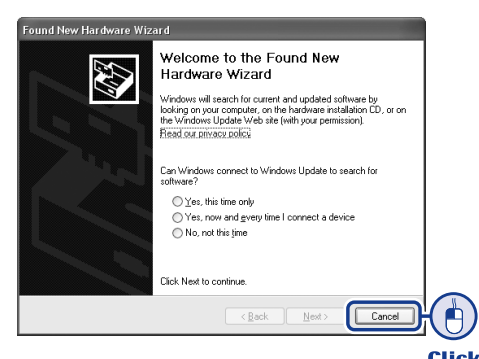 Found New Hardware Wizard
Welcome to the Found New
Hardware Wizard
Windows will search for current and updated software by
looking on your computer, on the hardware installation CD, or on
the Windows Update Web site (with your permission).
Read our privacy policy
Can Windows connect to Windows Update to search for
software?
Yes, this time only
Yes, now and every time I connect a device
No, not this time
Click Next to continue.
< Back Next > Cancel
Click